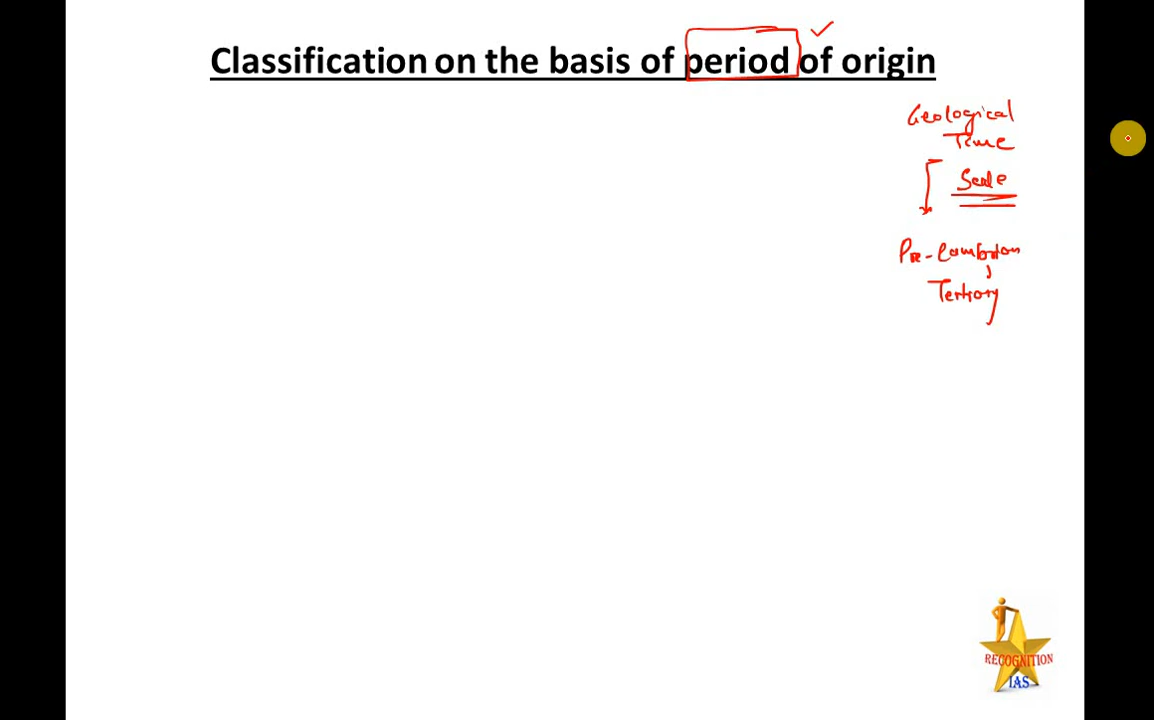 Classification on the basis of period of origin
Geological
Time
Scale
Pre-Cambrian
Tertiary
RECOGNITION
IAS